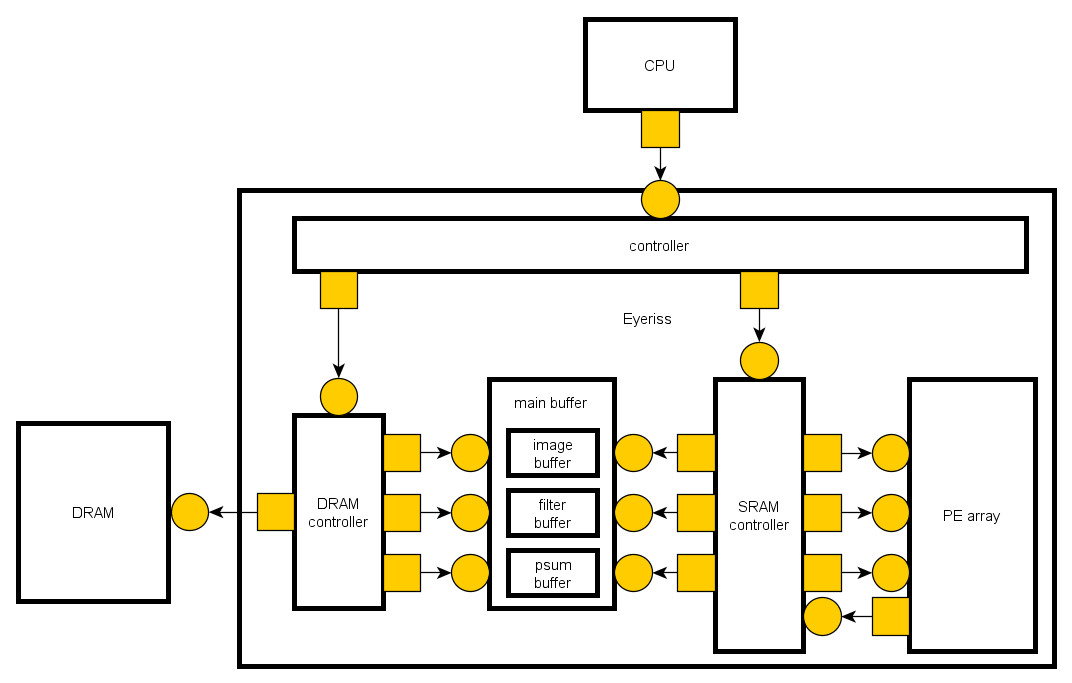 CPU
controller
Eyeriss
main buffer
image
buffer
filter
buffer
psum
buffer
DRAM
DRAM
controller
SRAM
controller
PE array